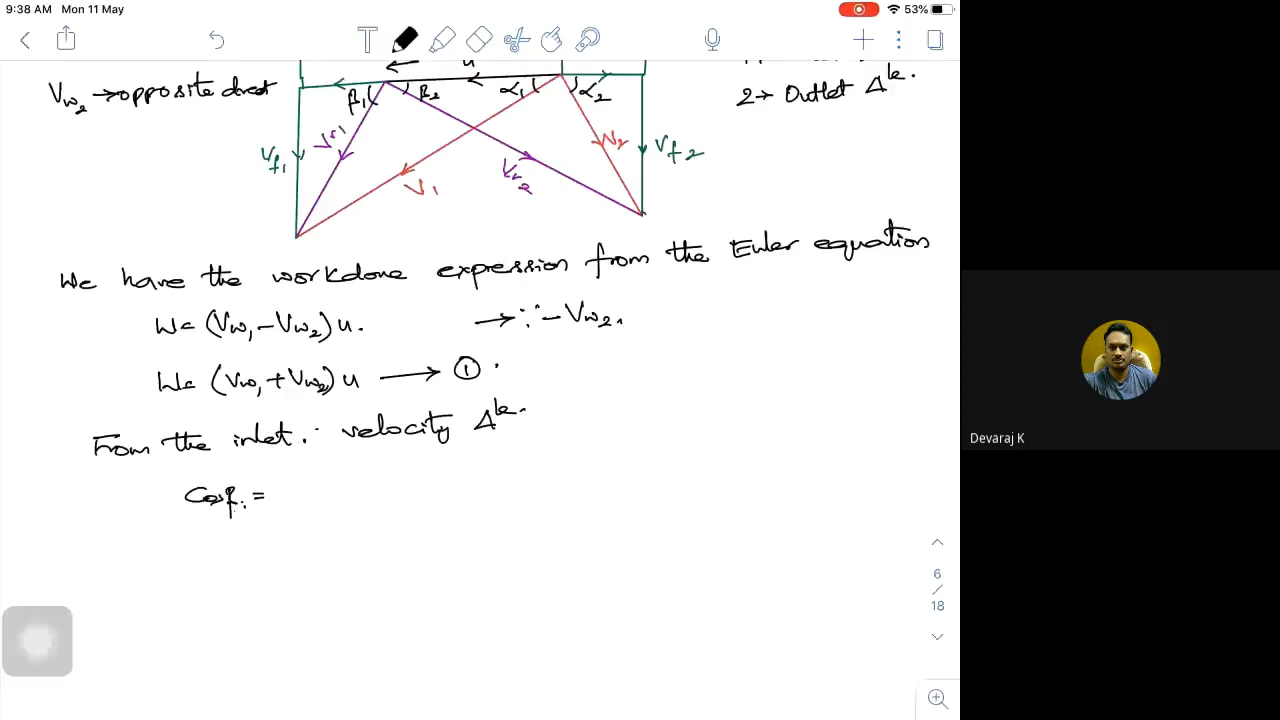 9:38 AM Mon 11 May
53%
u
Vw2 → opposite direct
β1
β2
α1
α2
2 → Outlet Δle.
Vf1
Vr1
V1
Vr2
V2
Vf2
We have the workdone expression from the Euler equation
W = (Vw1 - Vw2) u. → ∵ - Vw2.
W = (Vw1 + Vw2) u → ① .
From the inlet . velocity Δle.
Cosβ1 =
6
/
18
Devaraj K